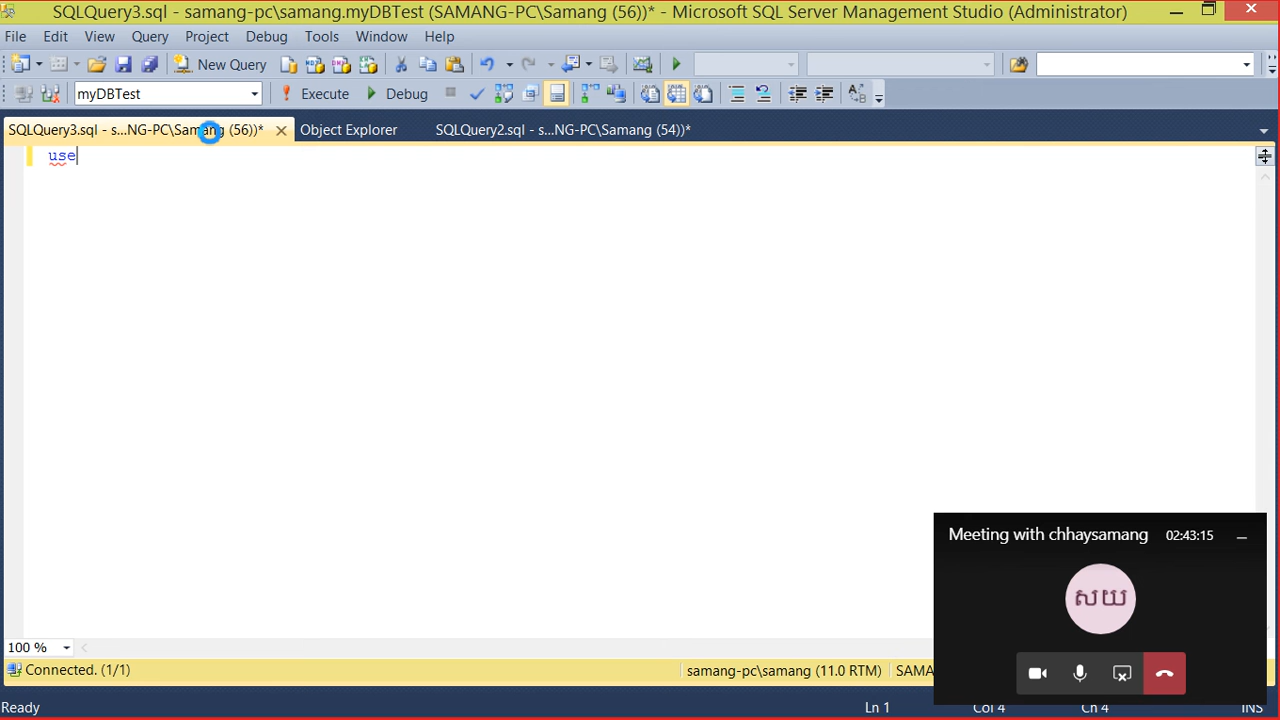 SQLQuery3.sql - samang-pc\samang.myDBTest (SAMANG-PC\Samang (56))* - Microsoft SQL Server Management Studio (Administrator)
File Edit View Query Project Debug Tools Window Help
New Query
myDBTest Execute Debug
SQLQuery3.sql - s...NG-PC\Samang (56))* Object Explorer SQLQuery2.sql - s...NG-PC\Samang (54))*
use
Meeting with chhaysamang 02:43:15
សយ
100 %
Connected. (1/1) samang-pc\samang (11.0 RTM) SAMA
Ready Ln 1 Col 4 Ch 4 INS